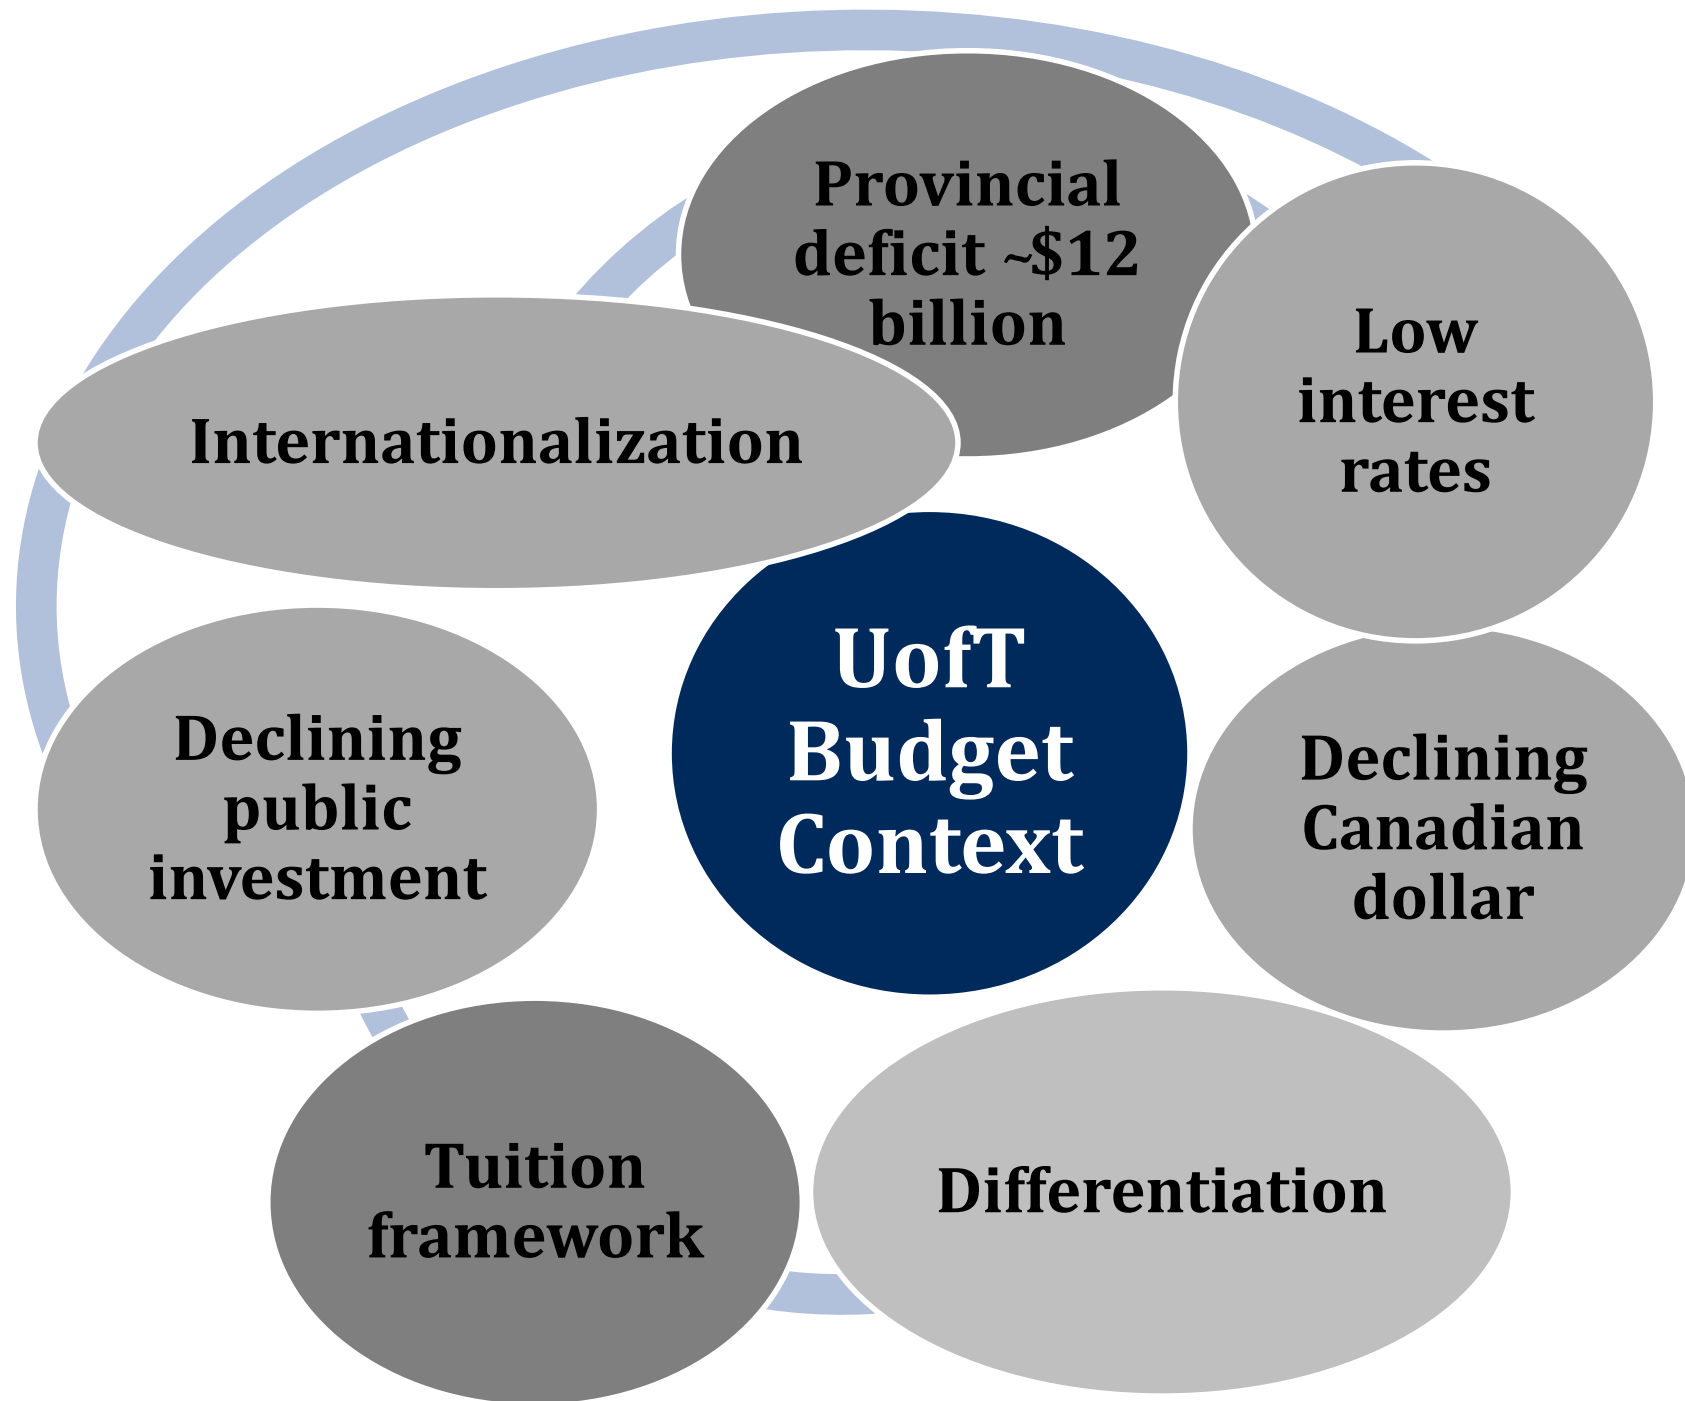 Provincial
deficit ~$12
billion
Low
interest
rates
Internationalization
UofT
Budget
Context
Declining
public
investment
Declining
Canadian
dollar
Tuition
framework
Differentiation